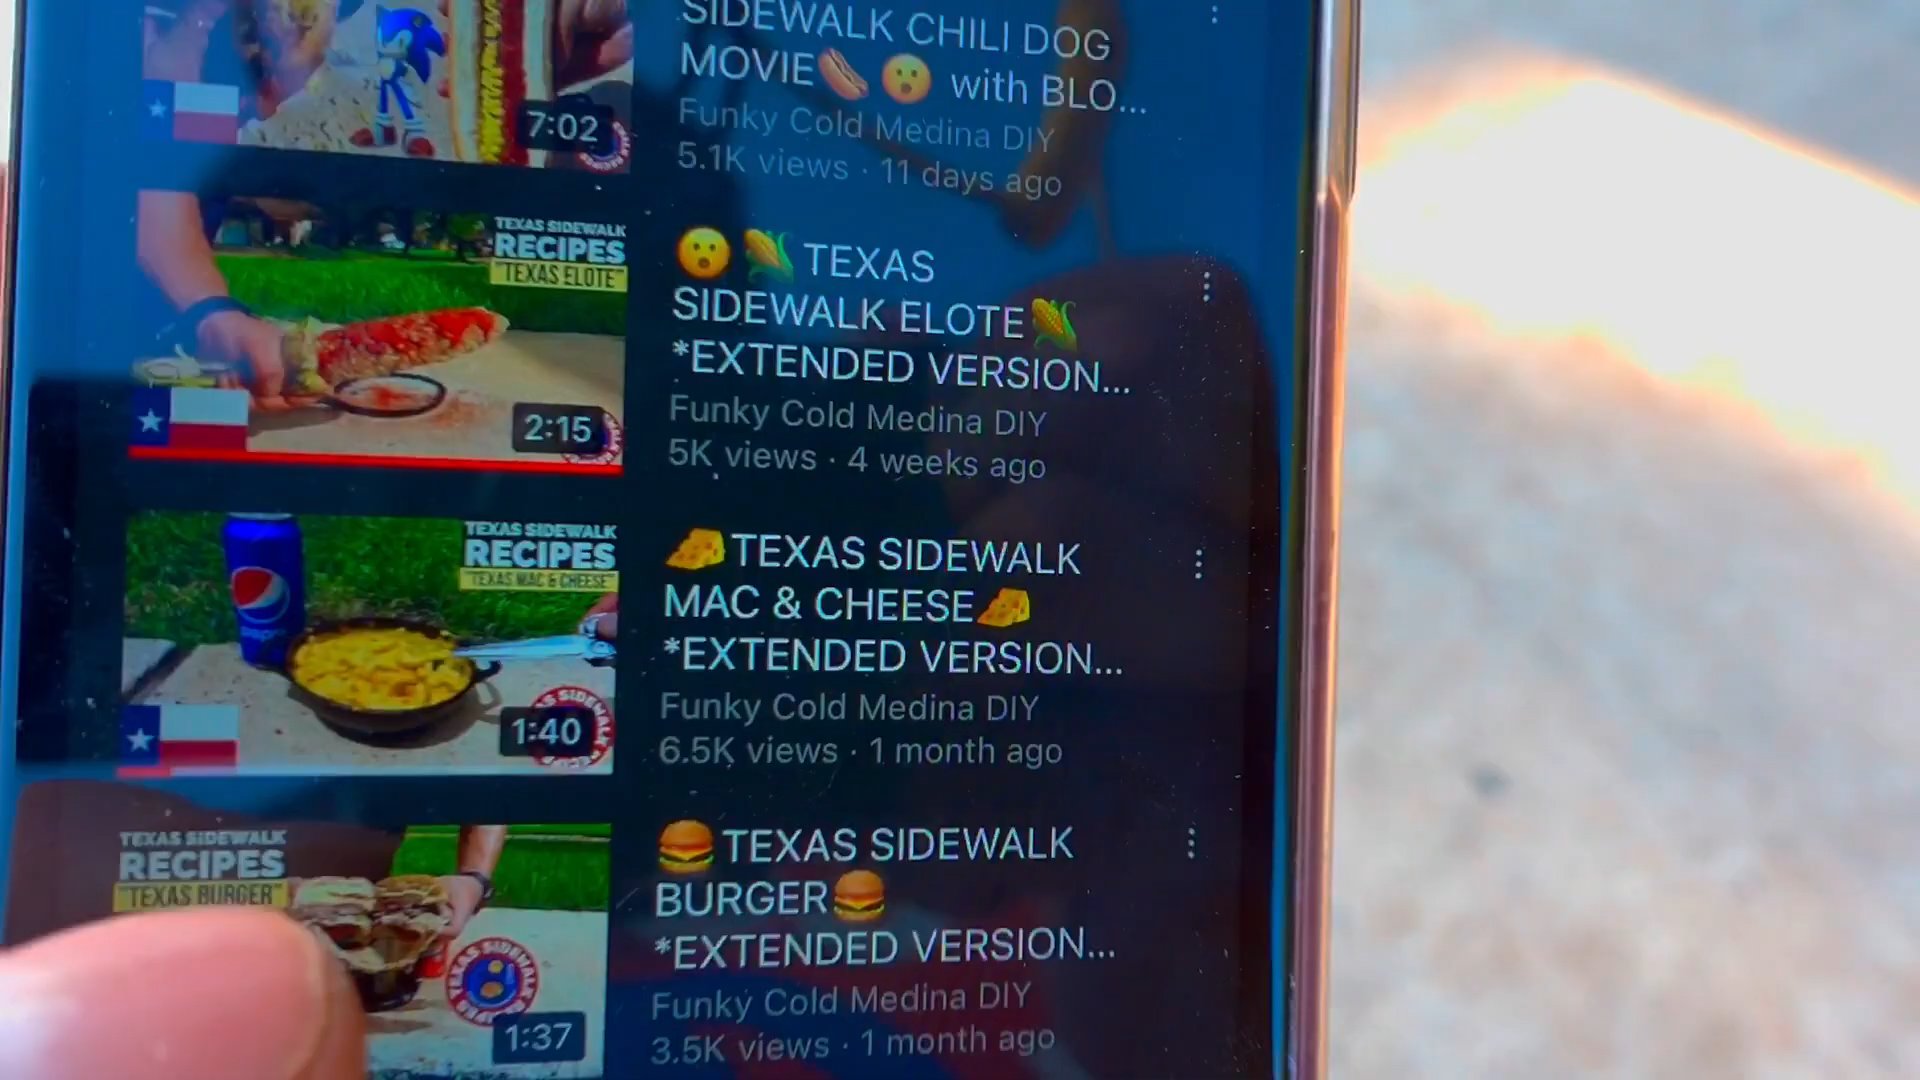 SIDEWALK CHILI DOG
MOVIE🌭😮 with BLO...
Funky Cold Medina DIY
5.1K views · 11 days ago
7:02
TEXAS SIDEWALK
RECIPES
"TEXAS ELOTE"
2:15
😮🌽TEXAS
SIDEWALK ELOTE🌽
*EXTENDED VERSION...
Funky Cold Medina DIY
5K views · 4 weeks ago
TEXAS SIDEWALK
RECIPES
"TEXAS MAC & CHEESE"
pepsi
1:40
🧀TEXAS SIDEWALK
MAC & CHEESE🧀
*EXTENDED VERSION...
Funky Cold Medina DIY
6.5K views · 1 month ago
TEXAS SIDEWALK
RECIPES
"TEXAS BURGER"
TEXAS SIDEWALK
1:37
🍔TEXAS SIDEWALK
BURGER🍔
*EXTENDED VERSION...
Funky Cold Medina DIY
3.5K views · 1 month ago